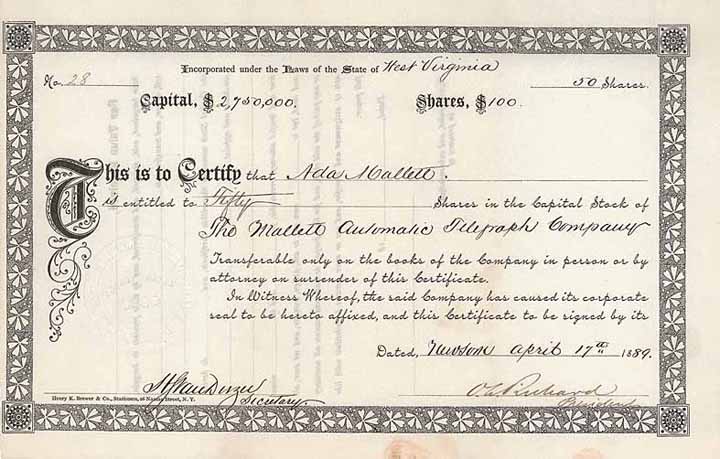 Incorporated under the Laws of the State of West Virginia
No. 28
50 Shares.
Capital, $2,750,000. Shares, $100.
This is to Certify that Ada Mallett.
is entitled to Fifty Shares in the Capital Stock of
The Mallett Automatic Telegraph Company
Transferable only on the books of the Company in person or by
attorney on surrender of this Certificate.
In Witness Whereof, the said Company has caused its corporate
seal to be hereto affixed, and this Certificate to be signed by its
Dated, April 17th 1889.
Secretary
President
Henry K. Brewer & Co., Stationers, Nassau Street, N.Y.